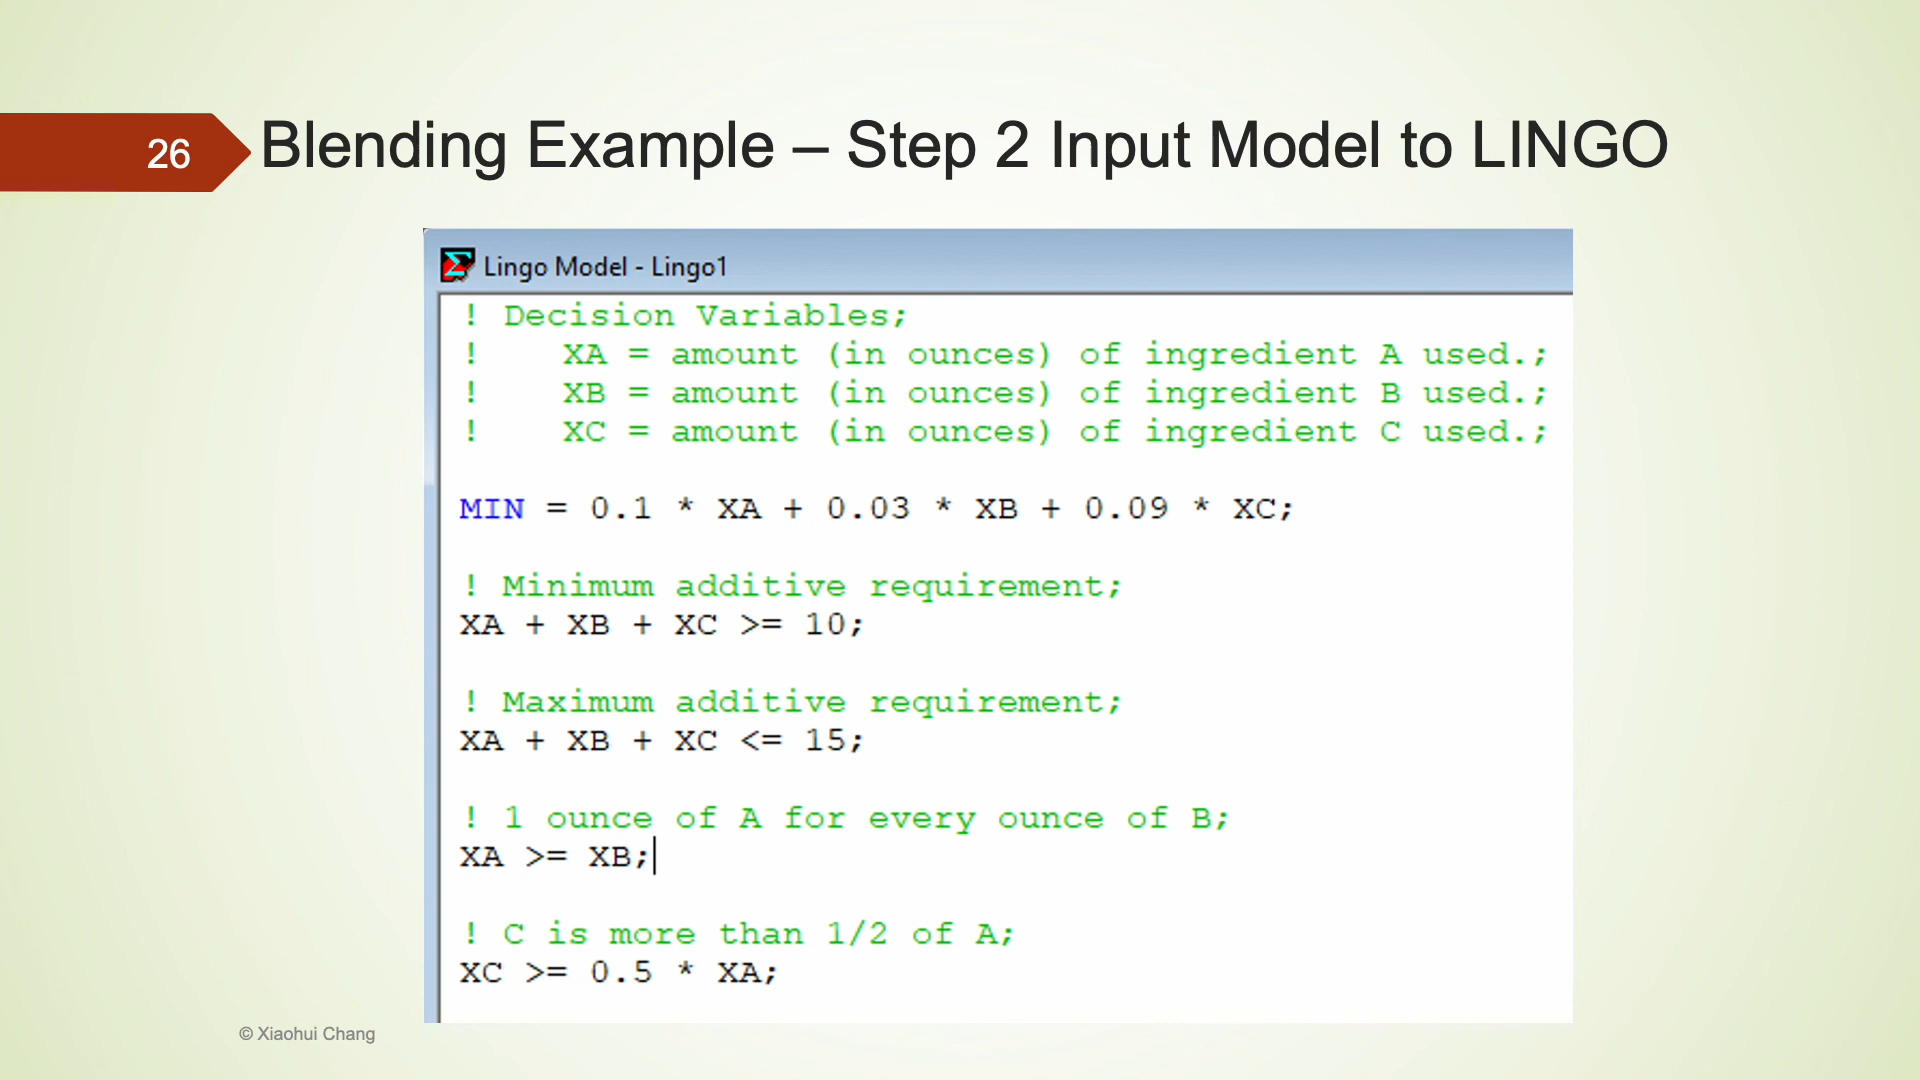 26
Blending Example – Step 2 Input Model to LINGO
Lingo Model - Lingo1
! Decision Variables;
! XA = amount (in ounces) of ingredient A used.;
! XB = amount (in ounces) of ingredient B used.;
! XC = amount (in ounces) of ingredient C used.;
MIN = 0.1 * XA + 0.03 * XB + 0.09 * XC;
! Minimum additive requirement;
XA + XB + XC >= 10;
! Maximum additive requirement;
XA + XB + XC <= 15;
! 1 ounce of A for every ounce of B;
XA >= XB;
! C is more than 1/2 of A;
XC >= 0.5 * XA;
© Xiaohui Chang